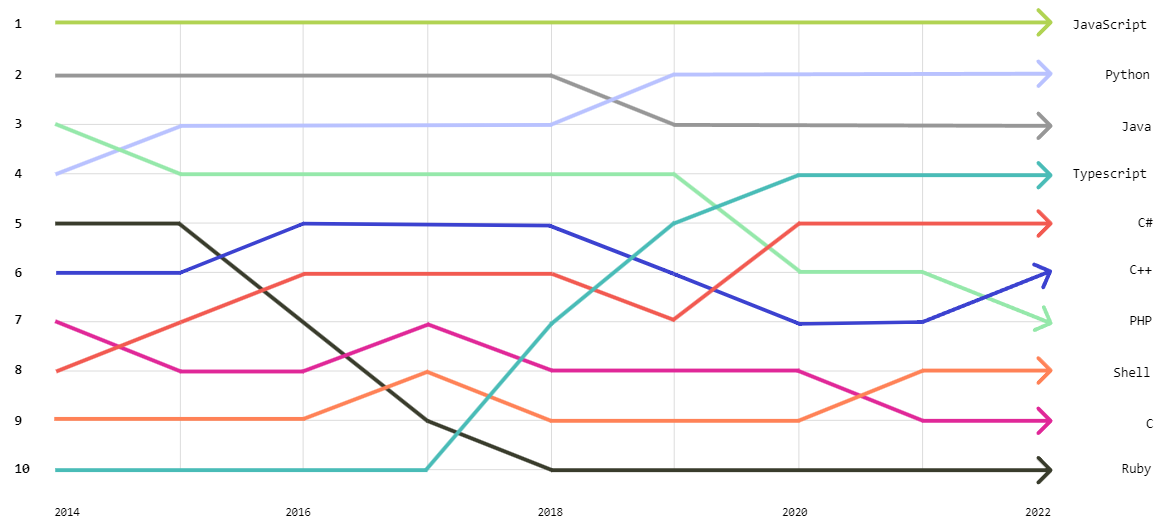 1 JavaScript
2 Python
3 Java
4 Typescript
5 C#
6 C++
7 PHP
8 Shell
9 C
10 Ruby
2014 2016 2018 2020 2022